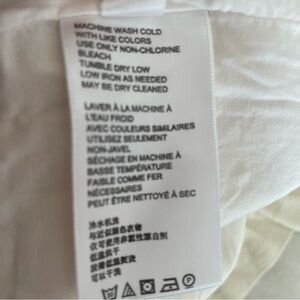 MACHINE WASH COLD
WITH LIKE COLORS
USE ONLY NON-CHLORINE
BLEACH
TUMBLE DRY LOW
LOW IRON AS NEEDED
MAY BE DRY CLEANED
LAVER À LA MACHINE À
L'EAU FROID
AVEC COULEURS SIMILAIRES
UTILISEZ SEULEMENT
NON-JAVEL
SÉCHAGE EN MACHINE À
BASSE TEMPÉRATURE
FAIBLE COMME FER
NÉCESSAIRES
PEUT ÊTRE NETTOYÉ À SEC
冷水机洗
与近似颜色衣物
仅可使用非氯性漂白剂
低温烘干
低温熨烫
可以干洗